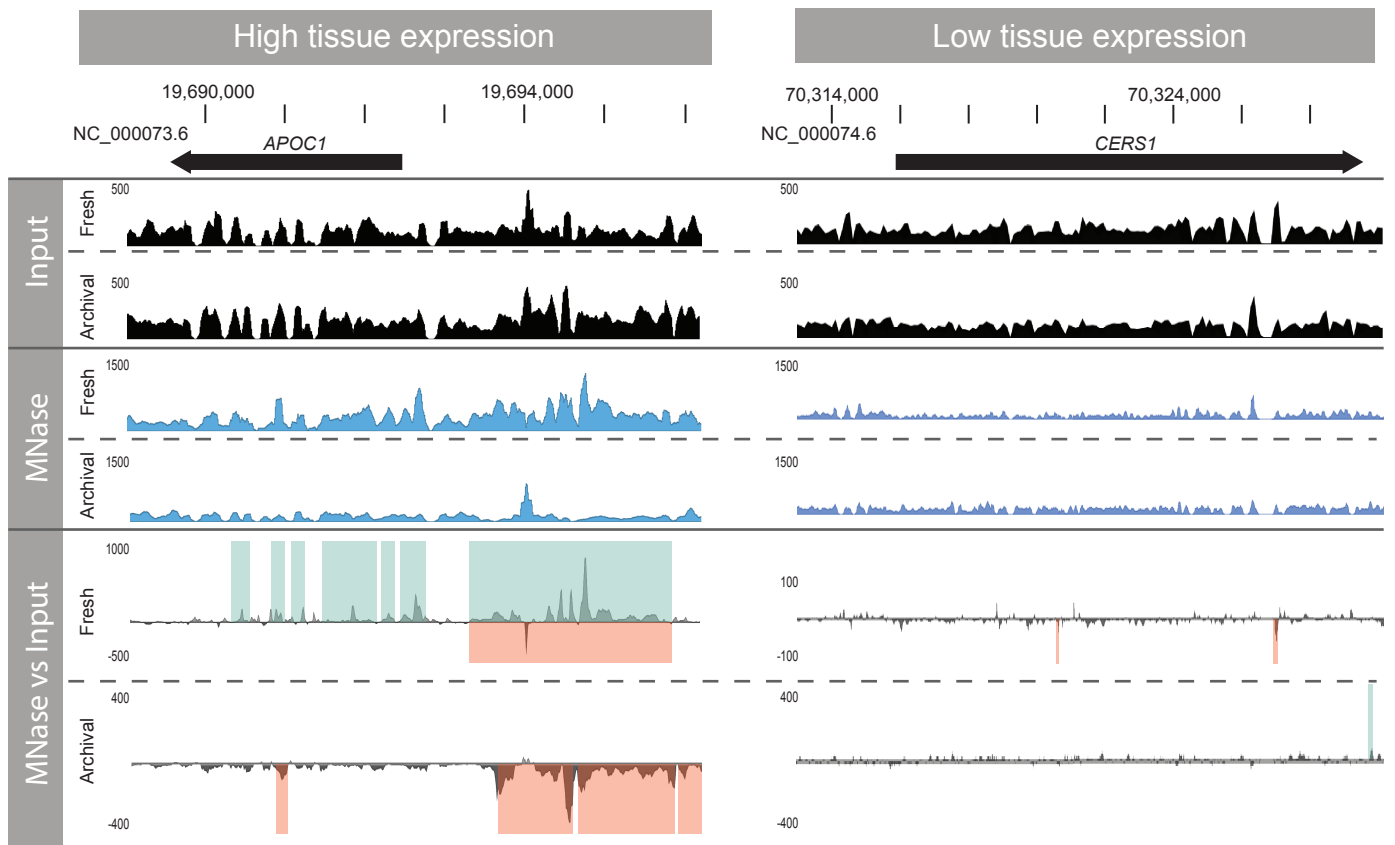 High tissue expression
Low tissue expression
19,690,000
19,694,000
70,314,000
70,324,000
NC_000073.6
APOC1
NC_000074.6
CERS1
Input
Fresh
500
500
Archival
500
500
MNase
Fresh
1500
1500
Archival
1500
1500
MNase vs Input
Fresh
1000
-500
100
-100
Archival
400
-400
400
-400